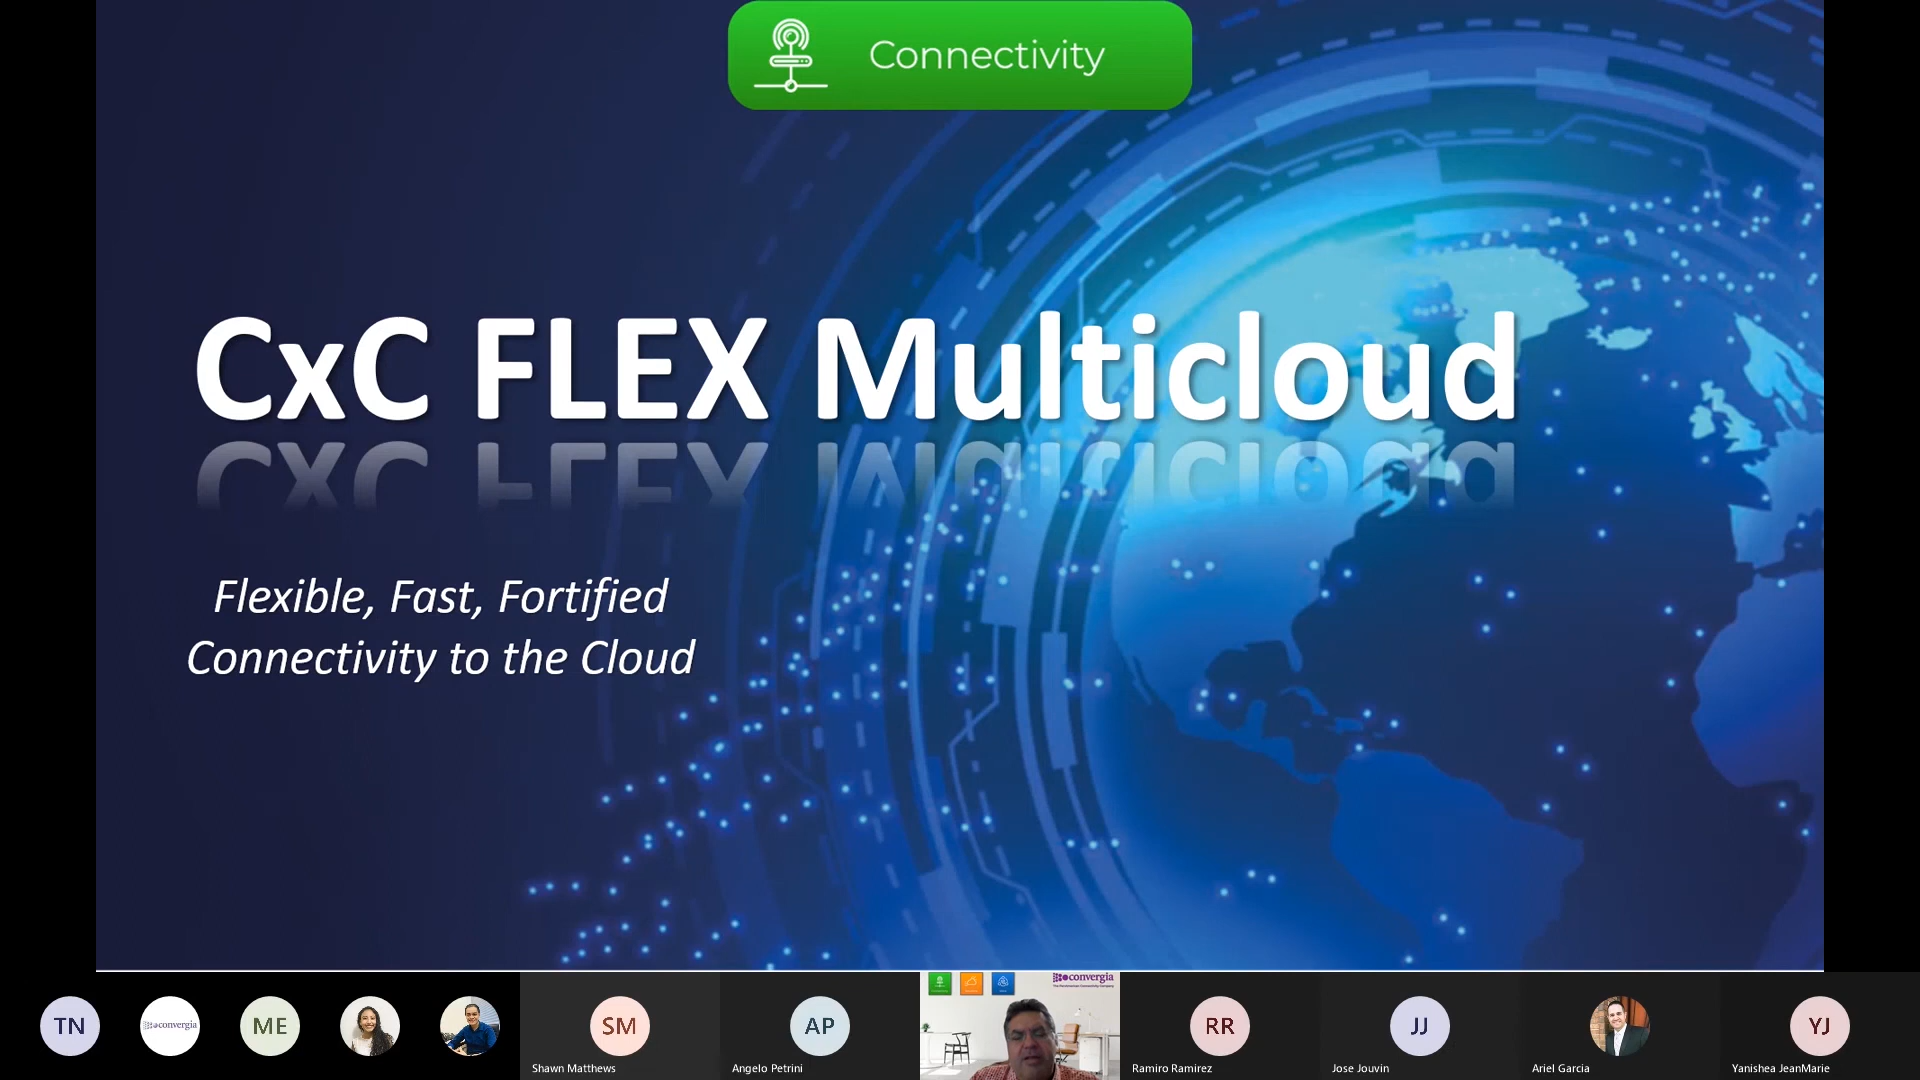 Connectivity
CxC FLEX Multicloud
Flexible, Fast, Fortified
Connectivity to the Cloud
TN
convergia
ME
SM
Shawn Matthews
AP
Angelo Petrini
convergia
RR
Ramiro Ramirez
JJ
Jose Jouvin
Ariel Garcia
YJ
Yanishea JeanMarie